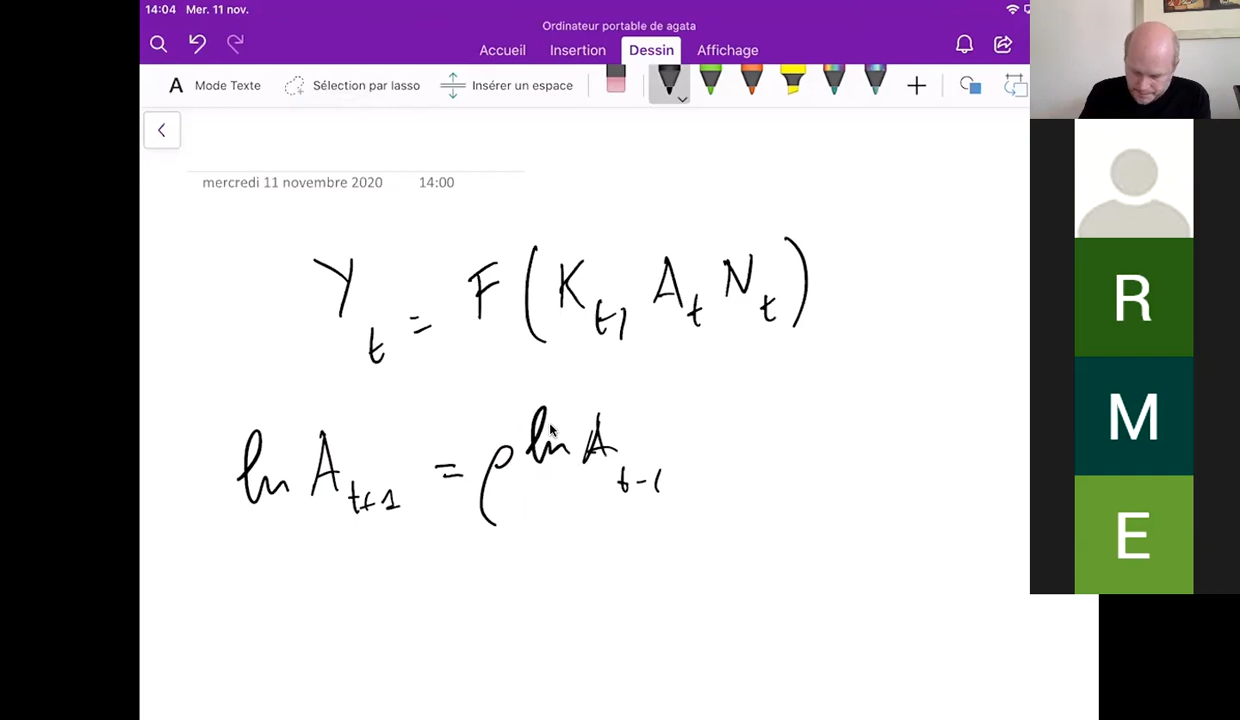 14:04 Mer. 11 nov.
Ordinateur portable de agata
Accueil Insertion Dessin Affichage
A Mode Texte Sélection par lasso Insérer un espace
mercredi 11 novembre 2020 14:00
Y_t = F(K_t, A_t N_t)
ln A_{t+1} = ρ ln A_{t-1}
R
M
E